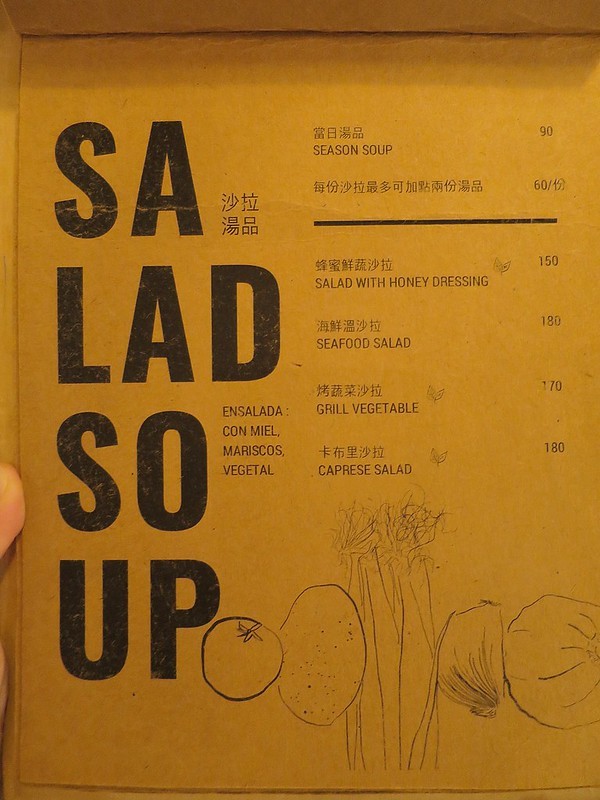 SA
LAD
SO
UP
沙拉
湯品
ENSALADA :
CON MIEL,
MARISCOS,
VEGETAL
當日湯品 90
SEASON SOUP
每份沙拉最多可加點兩份湯品 60/份
蜂蜜鮮蔬沙拉 150
SALAD WITH HONEY DRESSING
海鮮溫沙拉 180
SEAFOOD SALAD
烤蔬菜沙拉 170
GRILL VEGETABLE
卡布里沙拉 180
CAPRESE SALAD